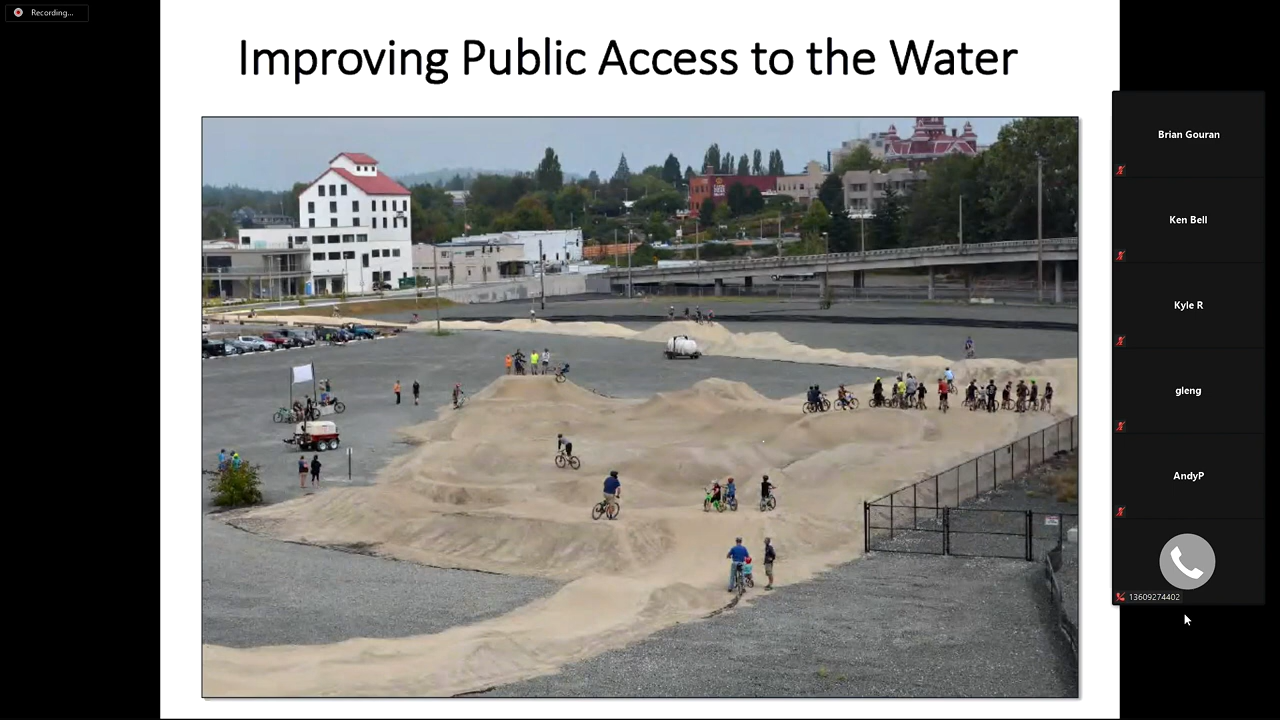 Recording...
Improving Public Access to the Water
Brian Gouran
Ken Bell
Kyle R
gleng
AndyP
13609274402